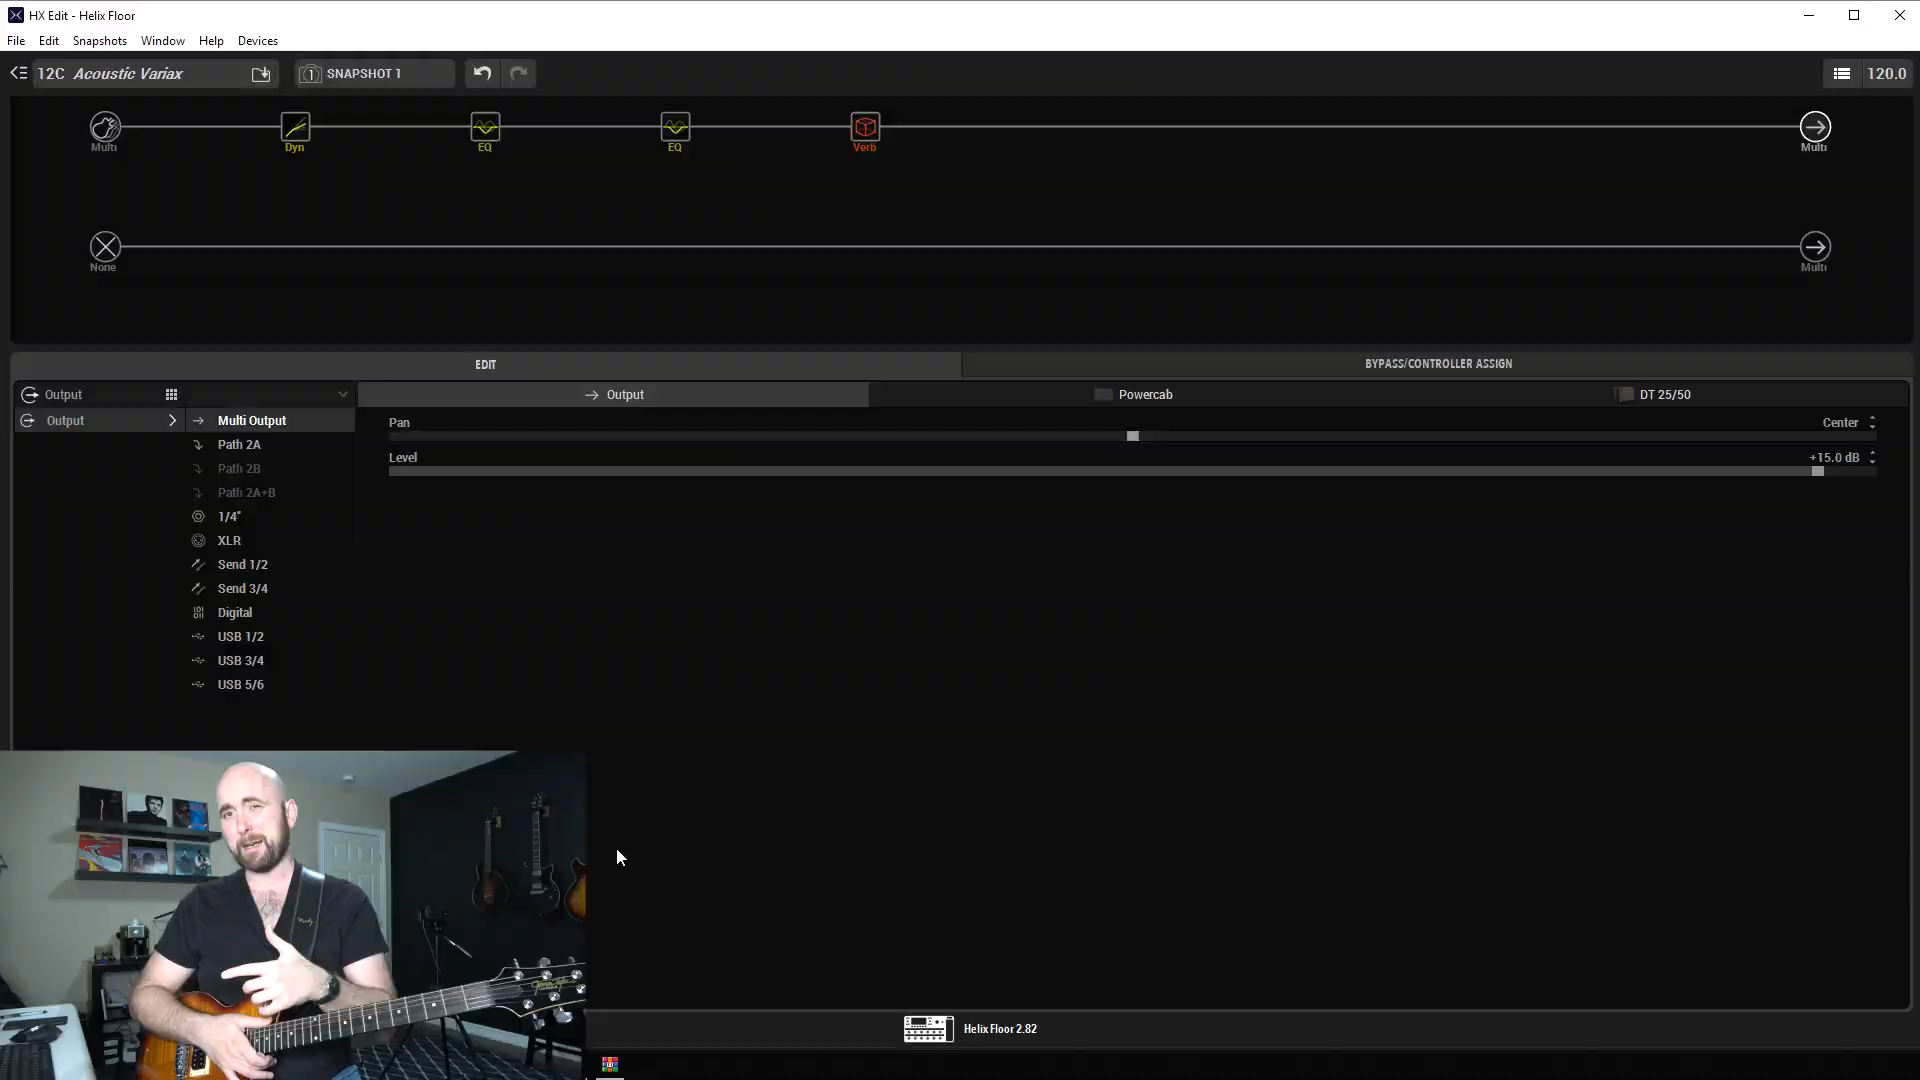 HX Edit - Helix Floor
File Edit Snapshots Window Help Devices
12C Acoustic Variax
1 SNAPSHOT 1
120.0
Multi Dyn EQ EQ Verb Multi
None Multi
EDIT BYPASS/CONTROLLER ASSIGN
Output
Output
Multi Output
Path 2A
Path 2B
Path 2A+B
1/4"
XLR
Send 1/2
Send 3/4
Digital
USB 1/2
USB 3/4
USB 5/6
Output Powercab DT 25/50
Pan Center
Level +15.0 dB
Helix Floor 2.82